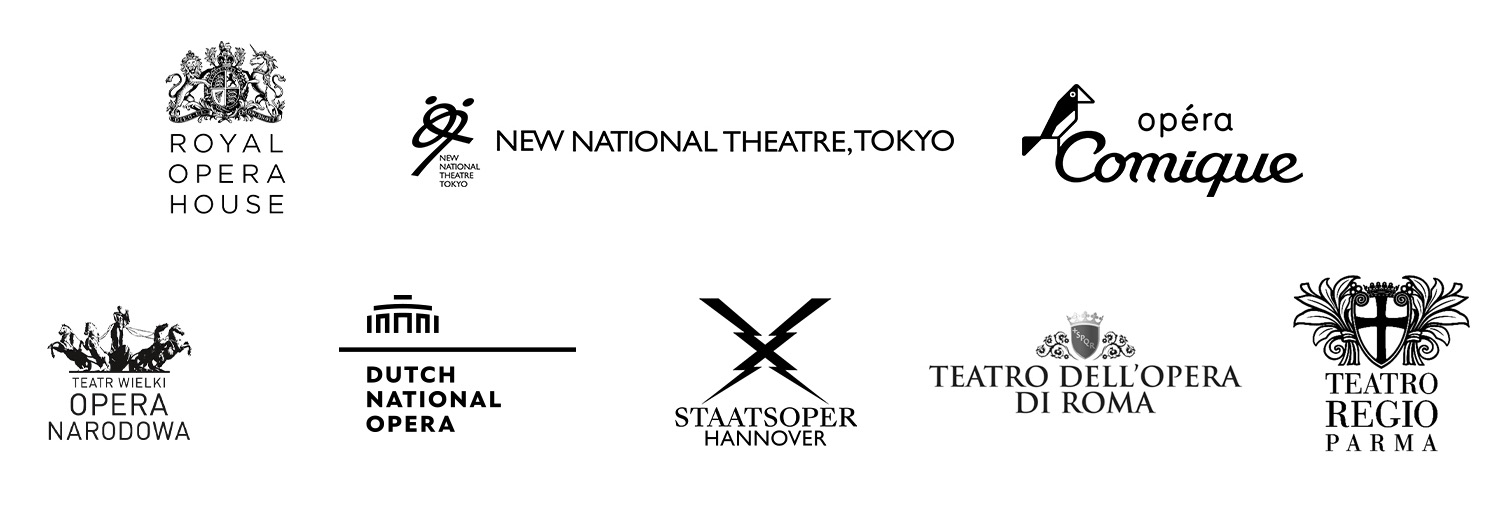 ROYAL
OPERA
HOUSE
NEW
NATIONAL
THEATRE
TOKYO
NEW NATIONAL THEATRE, TOKYO
opéra
Comique
TEATR WIELKI
OPERA
NARODOWA
DUTCH
NATIONAL
OPERA
STAATSOPER
HANNOVER
TEATRO DELL’OPERA
DI ROMA
TEATRO
REGIO
PARMA